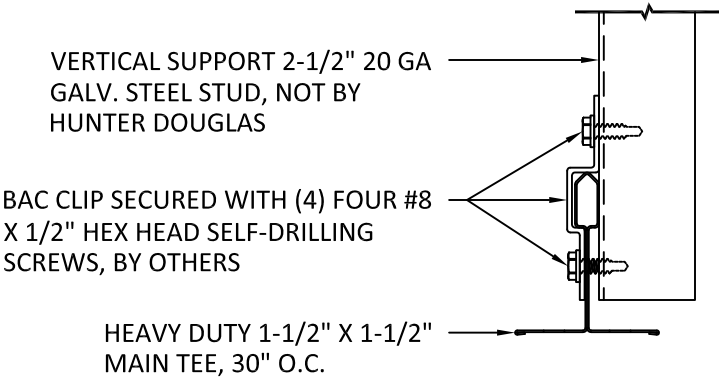 VERTICAL SUPPORT 2-1/2" 20 GA
GALV. STEEL STUD, NOT BY
HUNTER DOUGLAS
BAC CLIP SECURED WITH (4) FOUR #8
X 1/2" HEX HEAD SELF-DRILLING
SCREWS, BY OTHERS
HEAVY DUTY 1-1/2" X 1-1/2"
MAIN TEE, 30" O.C.